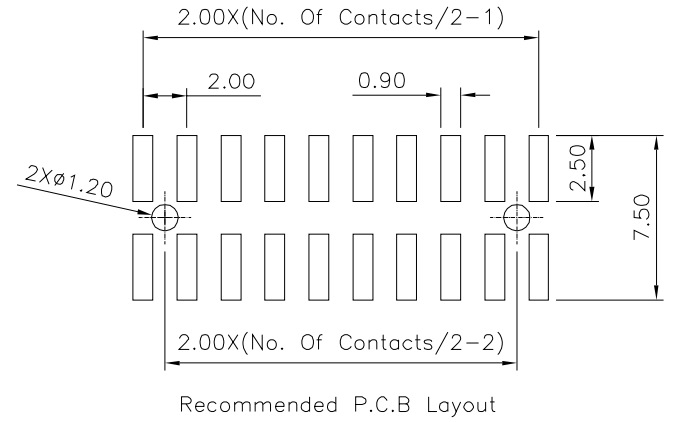 2.00X(No. Of Contacts/2-1)
2.00
0.90
2Xø1.20
2.50
7.50
2.00X(No. Of Contacts/2-2)
Recommended P.C.B Layout